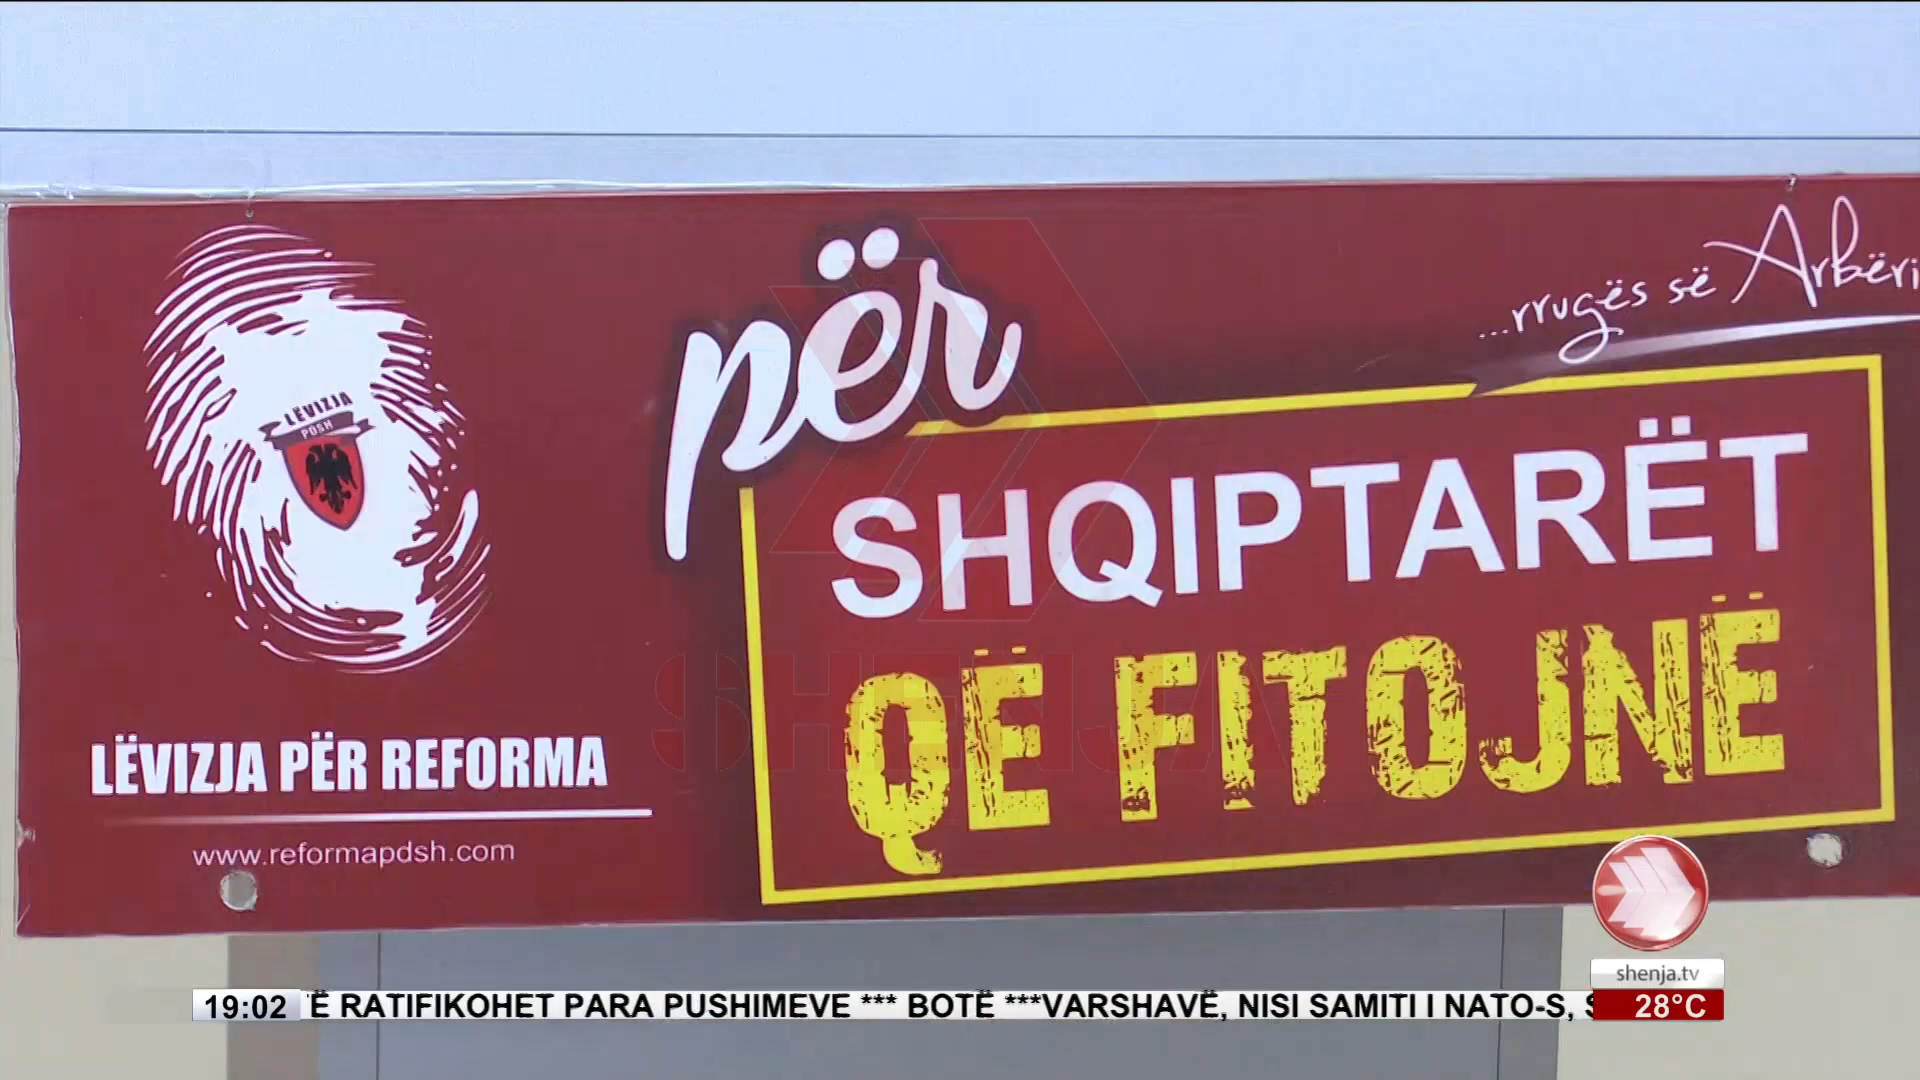 ...rrugës së Arbëri
për
SHQIPTARËT
QË FITOJNË
LËVIZJA
PDSH
LËVIZJA PËR REFORMA
www.reformapdsh.com
SHENJA
shenja.tv
19:02 Ë RATIFIKOHET PARA PUSHIMEVE *** BOTË ***VARSHAVË, NISI SAMITI I NATO-S, S 28°C